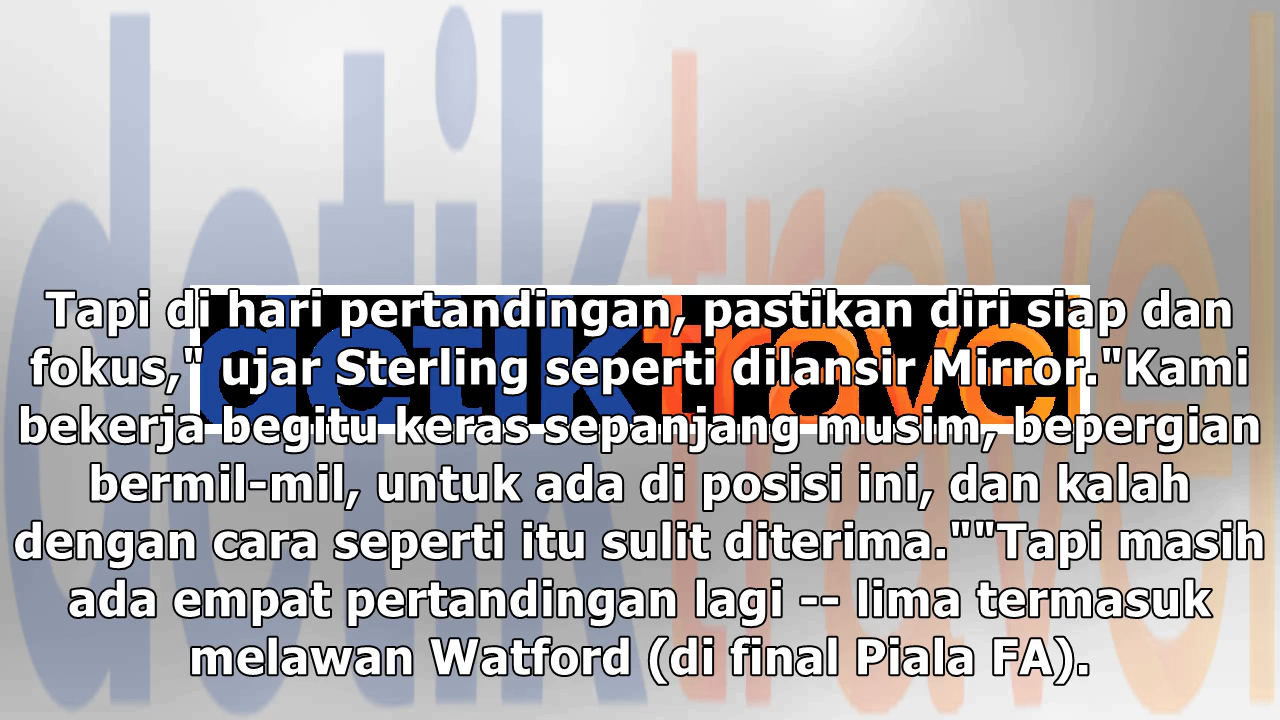 detiktravel
Tapi di hari pertandingan, pastikan diri siap dan
fokus," ujar Sterling seperti dilansir Mirror."Kami
bekerja begitu keras sepanjang musim, bepergian
bermil-mil, untuk ada di posisi ini, dan kalah
dengan cara seperti itu sulit diterima.""Tapi masih
ada empat pertandingan lagi -- lima termasuk
melawan Watford (di final Piala FA).
detiktravel